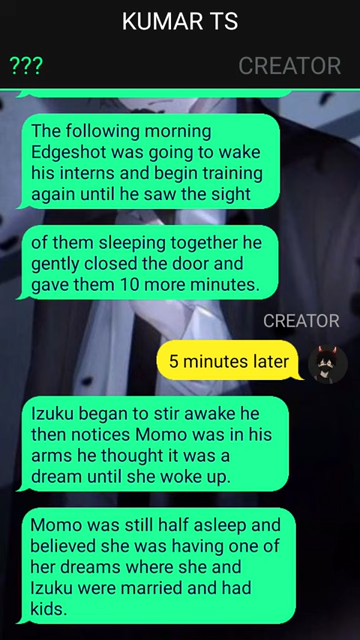 KUMAR TS
???
CREATOR
The following morning
Edgeshot was going to wake
his interns and begin training
again until he saw the sight
of them sleeping together he
gently closed the door and
gave them 10 more minutes.
CREATOR
5 minutes later
Izuku began to stir awake he
then notices Momo was in his
arms he thought it was a
dream until she woke up.
Momo was still half asleep and
believed she was having one of
her dreams where she and
Izuku were married and had
kids.